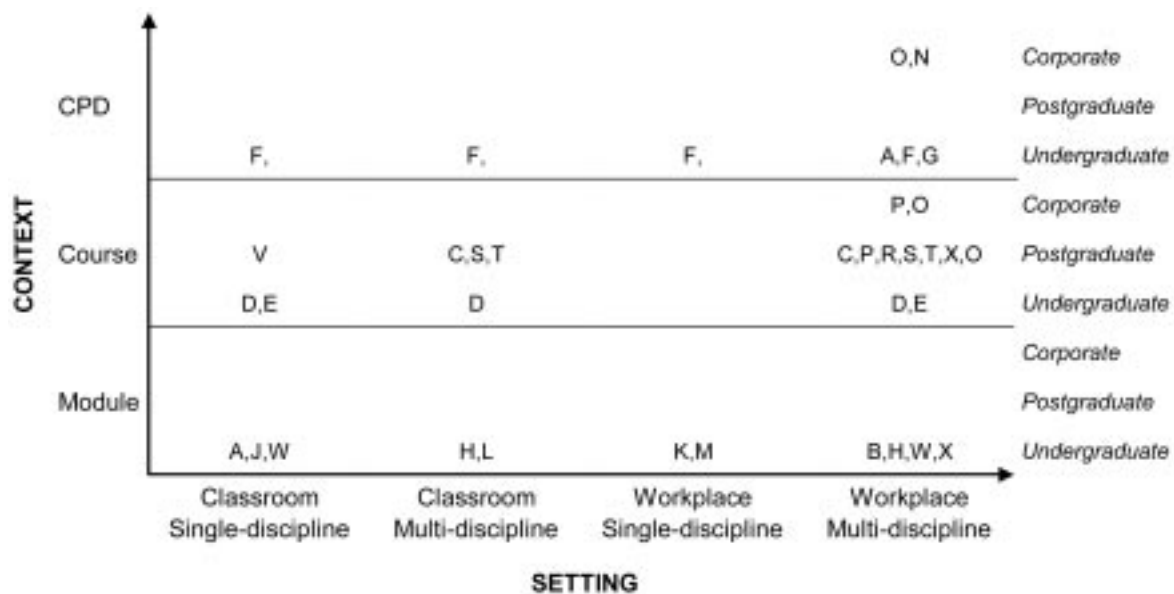 O,N Corporate
CPD Postgraduate
F, F, F, A,F,G Undergraduate
P,O Corporate
CONTEXT
Course V C,S,T C,P,R,S,T,X,O Postgraduate
D,E D D,E Undergraduate
Corporate
Module Postgraduate
A,J,W H,L K,M B,H,W,X Undergraduate
Classroom Classroom Workplace Workplace
Single-discipline Multi-discipline Single-discipline Multi-discipline
SETTING